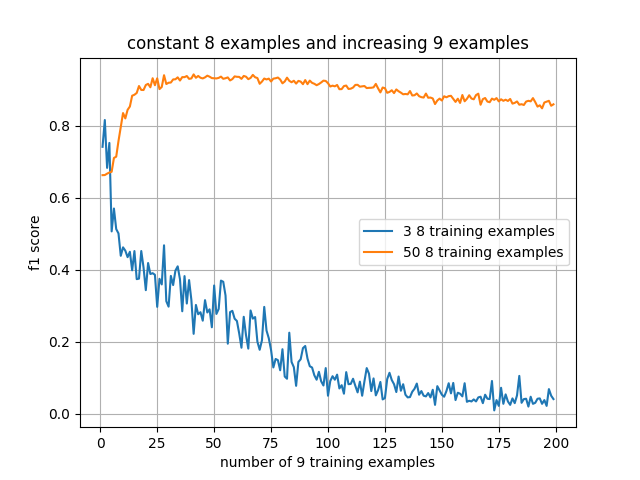 constant 8 examples and increasing 9 examples
f1 score
0.8
0.6
0.4
0.2
0.0
3 8 training examples
50 8 training examples
0 25 50 75 100 125 150 175 200
number of 9 training examples